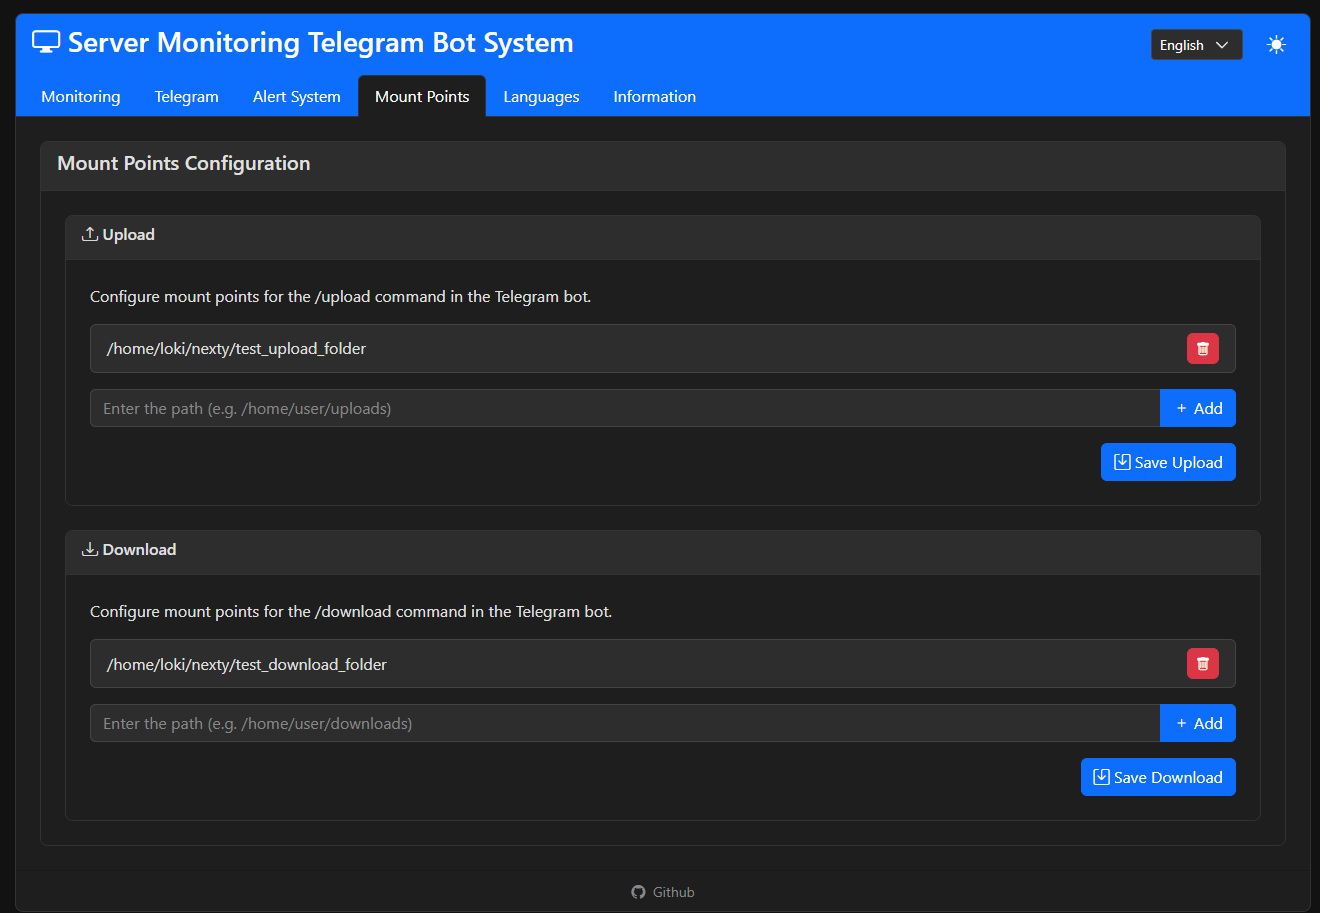 Server Monitoring Telegram Bot System
English
Monitoring Telegram Alert System Mount Points Languages Information
Mount Points Configuration
Upload
Configure mount points for the /upload command in the Telegram bot.
/home/loki/nexty/test_upload_folder
Enter the path (e.g. /home/user/uploads)
+ Add
Save Upload
Download
Configure mount points for the /download command in the Telegram bot.
/home/loki/nexty/test_download_folder
Enter the path (e.g. /home/user/downloads)
+ Add
Save Download
Github